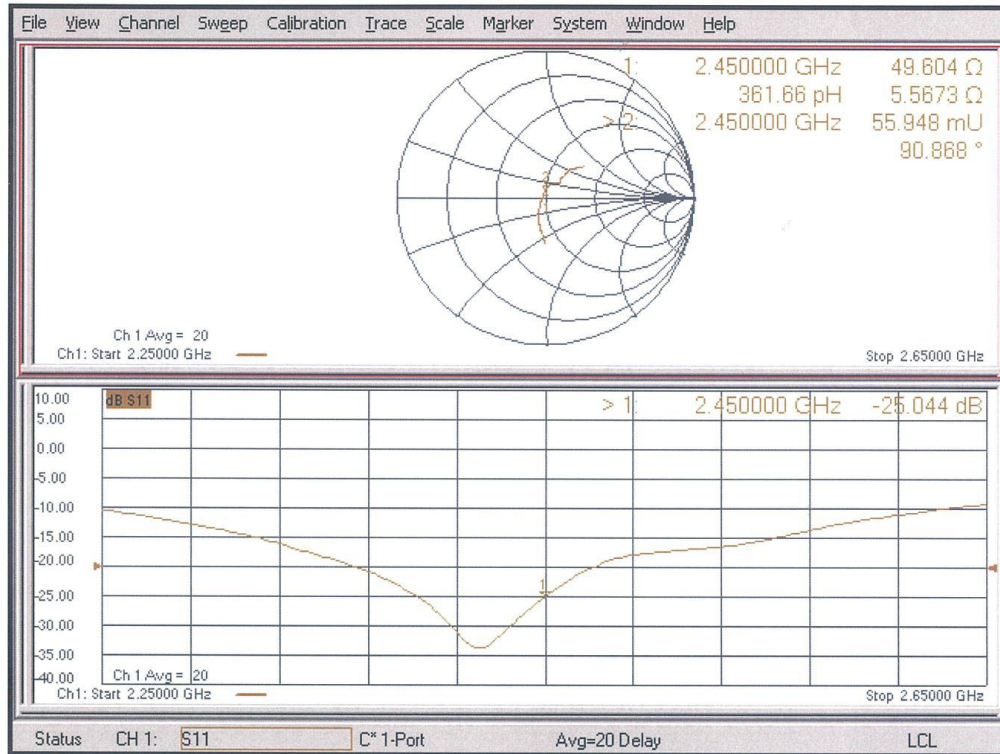 File View Channel Sweep Calibration Trace Scale Marker System Window Help
1: 2.450000 GHz 49.604 Ω
361.66 pH 5.5673 Ω
> 2: 2.450000 GHz 55.948 mU
90.868 °
Ch 1 Avg = 20
Ch1: Start 2.25000 GHz
Stop 2.65000 GHz
10.00
dB S11
> 1: 2.450000 GHz -25.044 dB
5.00
0.00
-5.00
-10.00
-15.00
-20.00
-25.00
1
-30.00
-35.00
-40.00
Ch 1 Avg = 20
Ch1: Start 2.25000 GHz
Stop 2.65000 GHz
Status CH 1: S11 C* 1-Port Avg=20 Delay LCL